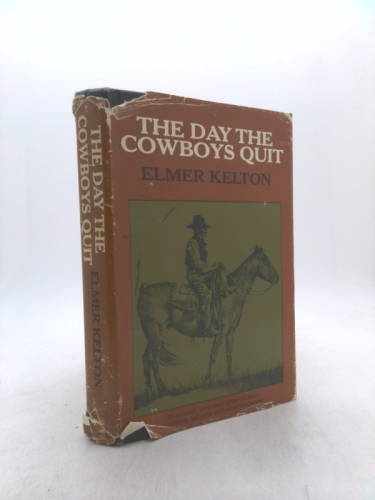 THE DAY THE
COWBOYS QUIT
ELMER KELTON
THE DAY THE
COWBOYS QUIT
ELMER KELTON